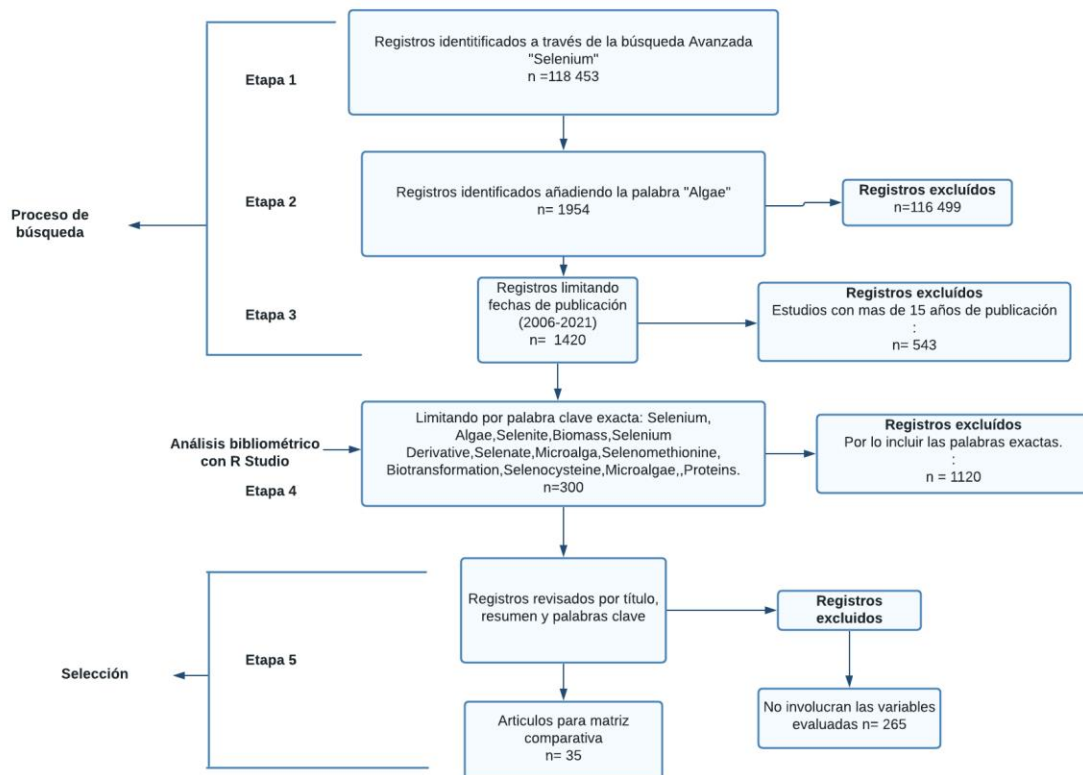 Registros identitificados a través de la búsqueda Avanzada
"Selenium"
n =118 453
Etapa 1
Registros identificados añadiendo la palabra "Algae"
n= 1954
Etapa 2
Registros excluídos
n=116 499
Proceso de
búsqueda
Registros limitando
fechas de publicación
(2006-2021)
n= 1420
Etapa 3
Registros excluídos
Estudios con mas de 15 años de publicación
:
n= 543
Limitando por palabra clave exacta: Selenium,
Algae,Selenite,Biomass,Selenium
Derivative,Selenate,Microalga,Selenomethionine,
Biotransformation,Selenocysteine,Microalgae,,Proteins.
n=300
Análisis bibliométrico
con R Studio
Etapa 4
Registros excluídos
Por lo incluir las palabras exactas.
:
n = 1120
Registros revisados por título,
resumen y palabras clave
Registros
excluidos
Etapa 5
Selección
No involucran las variables
evaluadas n= 265
Articulos para matriz
comparativa
n= 35